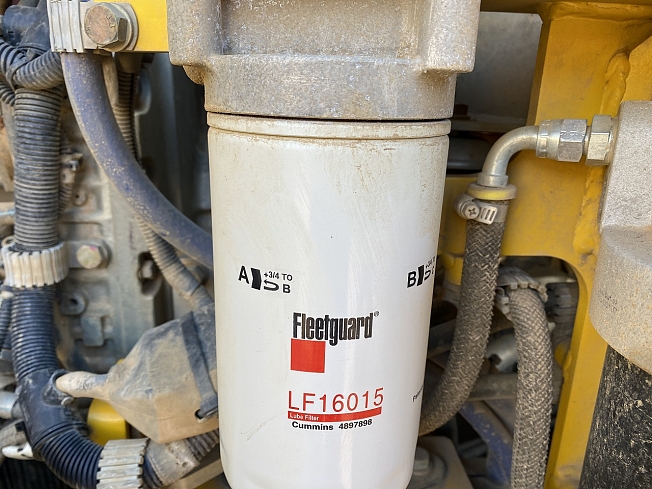 A +3/4 TO B
B
Fleetguard®
LF16015
Lube Filter
Cummins 4897898